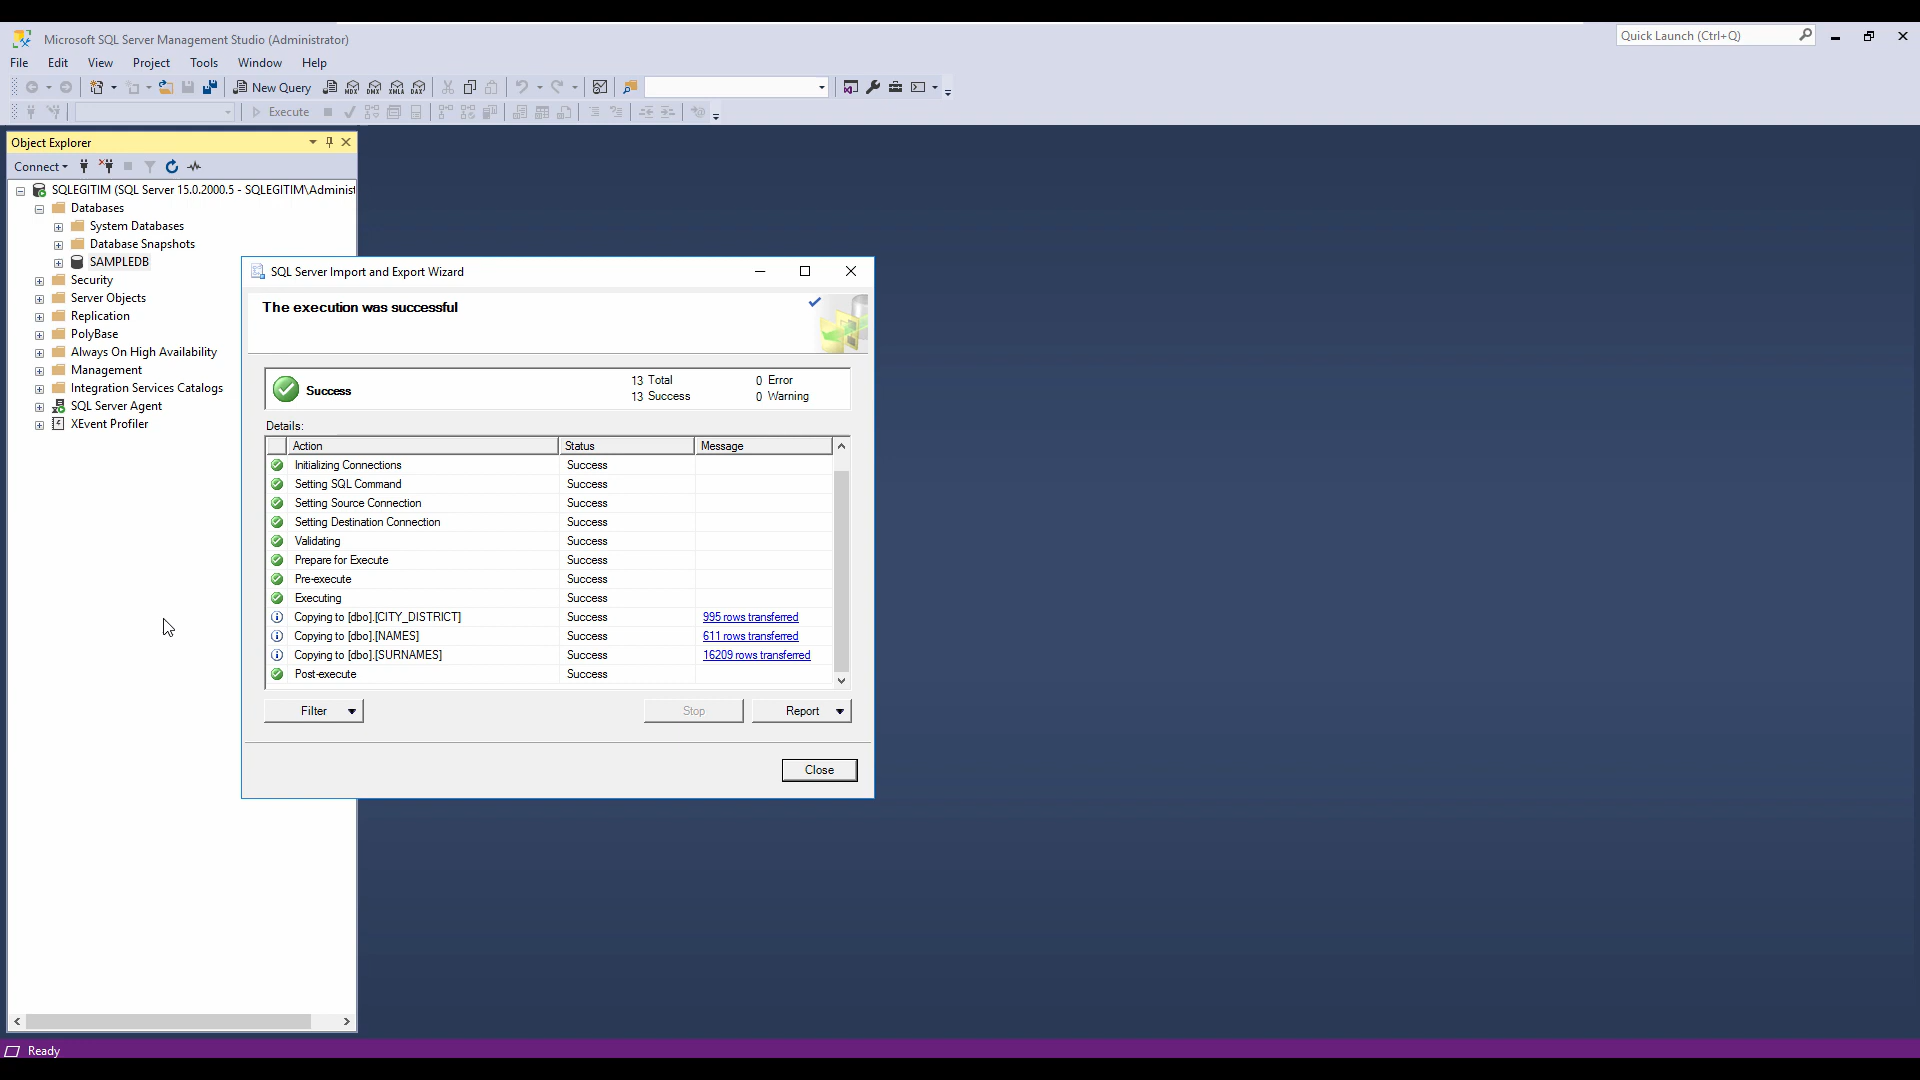 Microsoft SQL Server Management Studio (Administrator)
Quick Launch (Ctrl+Q)
File Edit View Project Tools Window Help
New Query MDX DMX XMLA DAX
Execute
Object Explorer
Connect
SQLEGITIM (SQL Server 15.0.2000.5 - SQLEGITIM\Administ
Databases
System Databases
Database Snapshots
SAMPLEDB
Security
Server Objects
Replication
PolyBase
Always On High Availability
Management
Integration Services Catalogs
SQL Server Agent
XEvent Profiler
SQL Server Import and Export Wizard
The execution was successful
Success
13 Total 0 Error
13 Success 0 Warning
Details:
Action Status Message
Initializing Connections Success
Setting SQL Command Success
Setting Source Connection Success
Setting Destination Connection Success
Validating Success
Prepare for Execute Success
Pre-execute Success
Executing Success
Copying to [dbo].[CITY_DISTRICT] Success 995 rows transferred
Copying to [dbo].[NAMES] Success 611 rows transferred
Copying to [dbo].[SURNAMES] Success 16209 rows transferred
Post-execute Success
Filter Stop Report
Close
Ready